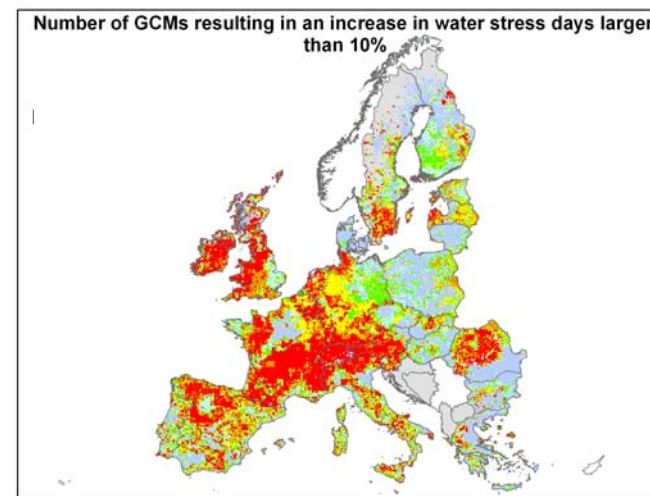 Number of GCMs resulting in an increase in water stress days larger
than 10%